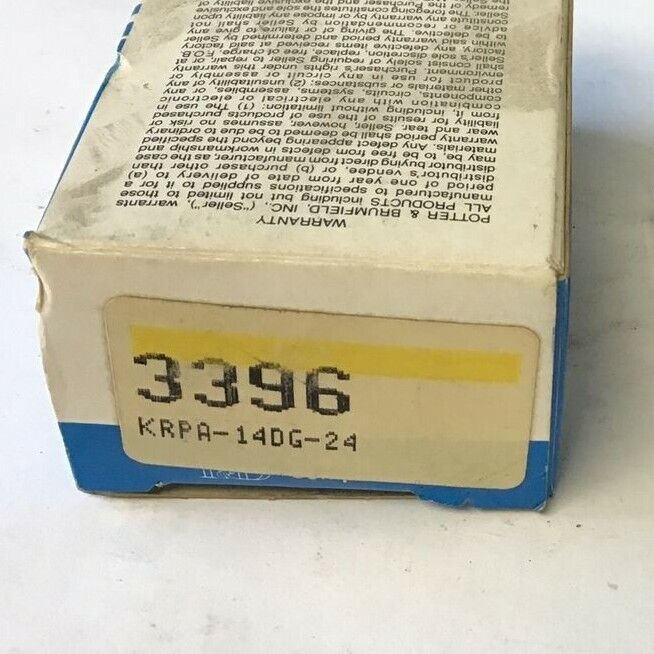 WARRANTY
POTTER & BRUMFIELD, INC., ("Seller"), warrants
ALL PRODUCTS supplied to it to be
including but not limited to those
manufactured to specifications for a
period of one year from date of delivery to (a)
distributor's vendee, or (b) purchaser other than
distributor buying direct from manufacturer, as the case
may be, to be free from defects in workmanship and
materials. Any defect appearing beyond the specified
warranty period shall be deemed to be due to ordinary
wear and tear. Seller, however, assumes no risk or
liability for results of the use of products purchased
from it, including without limitation: (1) The use in
combination with any electrical or electronic
components, circuits, systems, assemblies, or
other materials or substances; (2) unsuitability of any
product for use in any circuit or assembly or
environment. Purchaser's rights under this warranty
shall consist solely of requiring Seller to repair, or at
Seller's sole discretion, replace, free of charge, F.O.B.
factory, any defective items received at said factory
within said warranty period and determined by Seller to
be defective. The giving of or failure to give any
advice or recommendation by Seller shall not
constitute any warranty by or impose any liability upon
Seller. The foregoing constitutes the sole and exclusive
remedy of the Purchaser and the exclusive liability
3396
KRPA-14DG-24